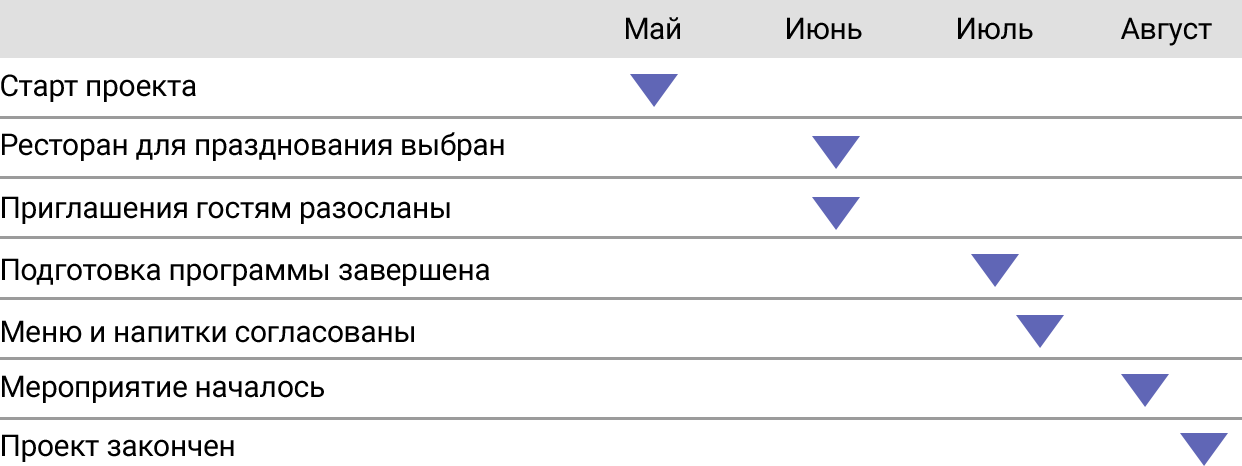 Май Июнь Июль Август
Старт проекта
Ресторан для празднования выбран
Приглашения гостям разосланы
Подготовка программы завершена
Меню и напитки согласованы
Мероприятие началось
Проект закончен